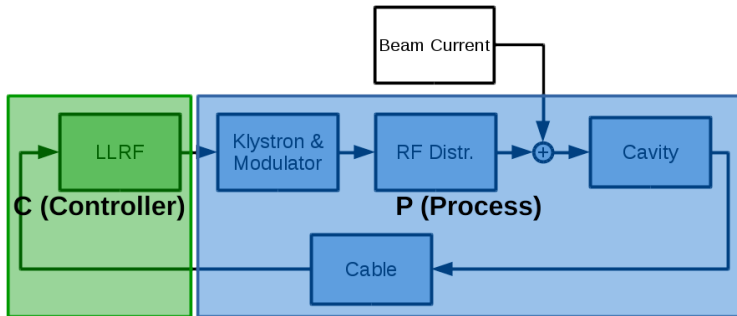 Beam Current
LLRF
Klystron &
Modulator
RF Distr.
+
Cavity
C (Controller)
P (Process)
Cable